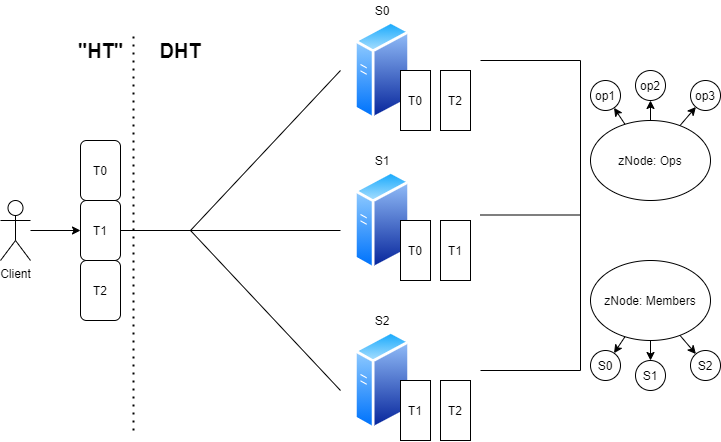 "HT"
DHT
Client
T0
T1
T2
S0
T0
T2
S1
T0
T1
S2
T1
T2
op1
op2
op3
zNode: Ops
zNode: Members
S0
S1
S2